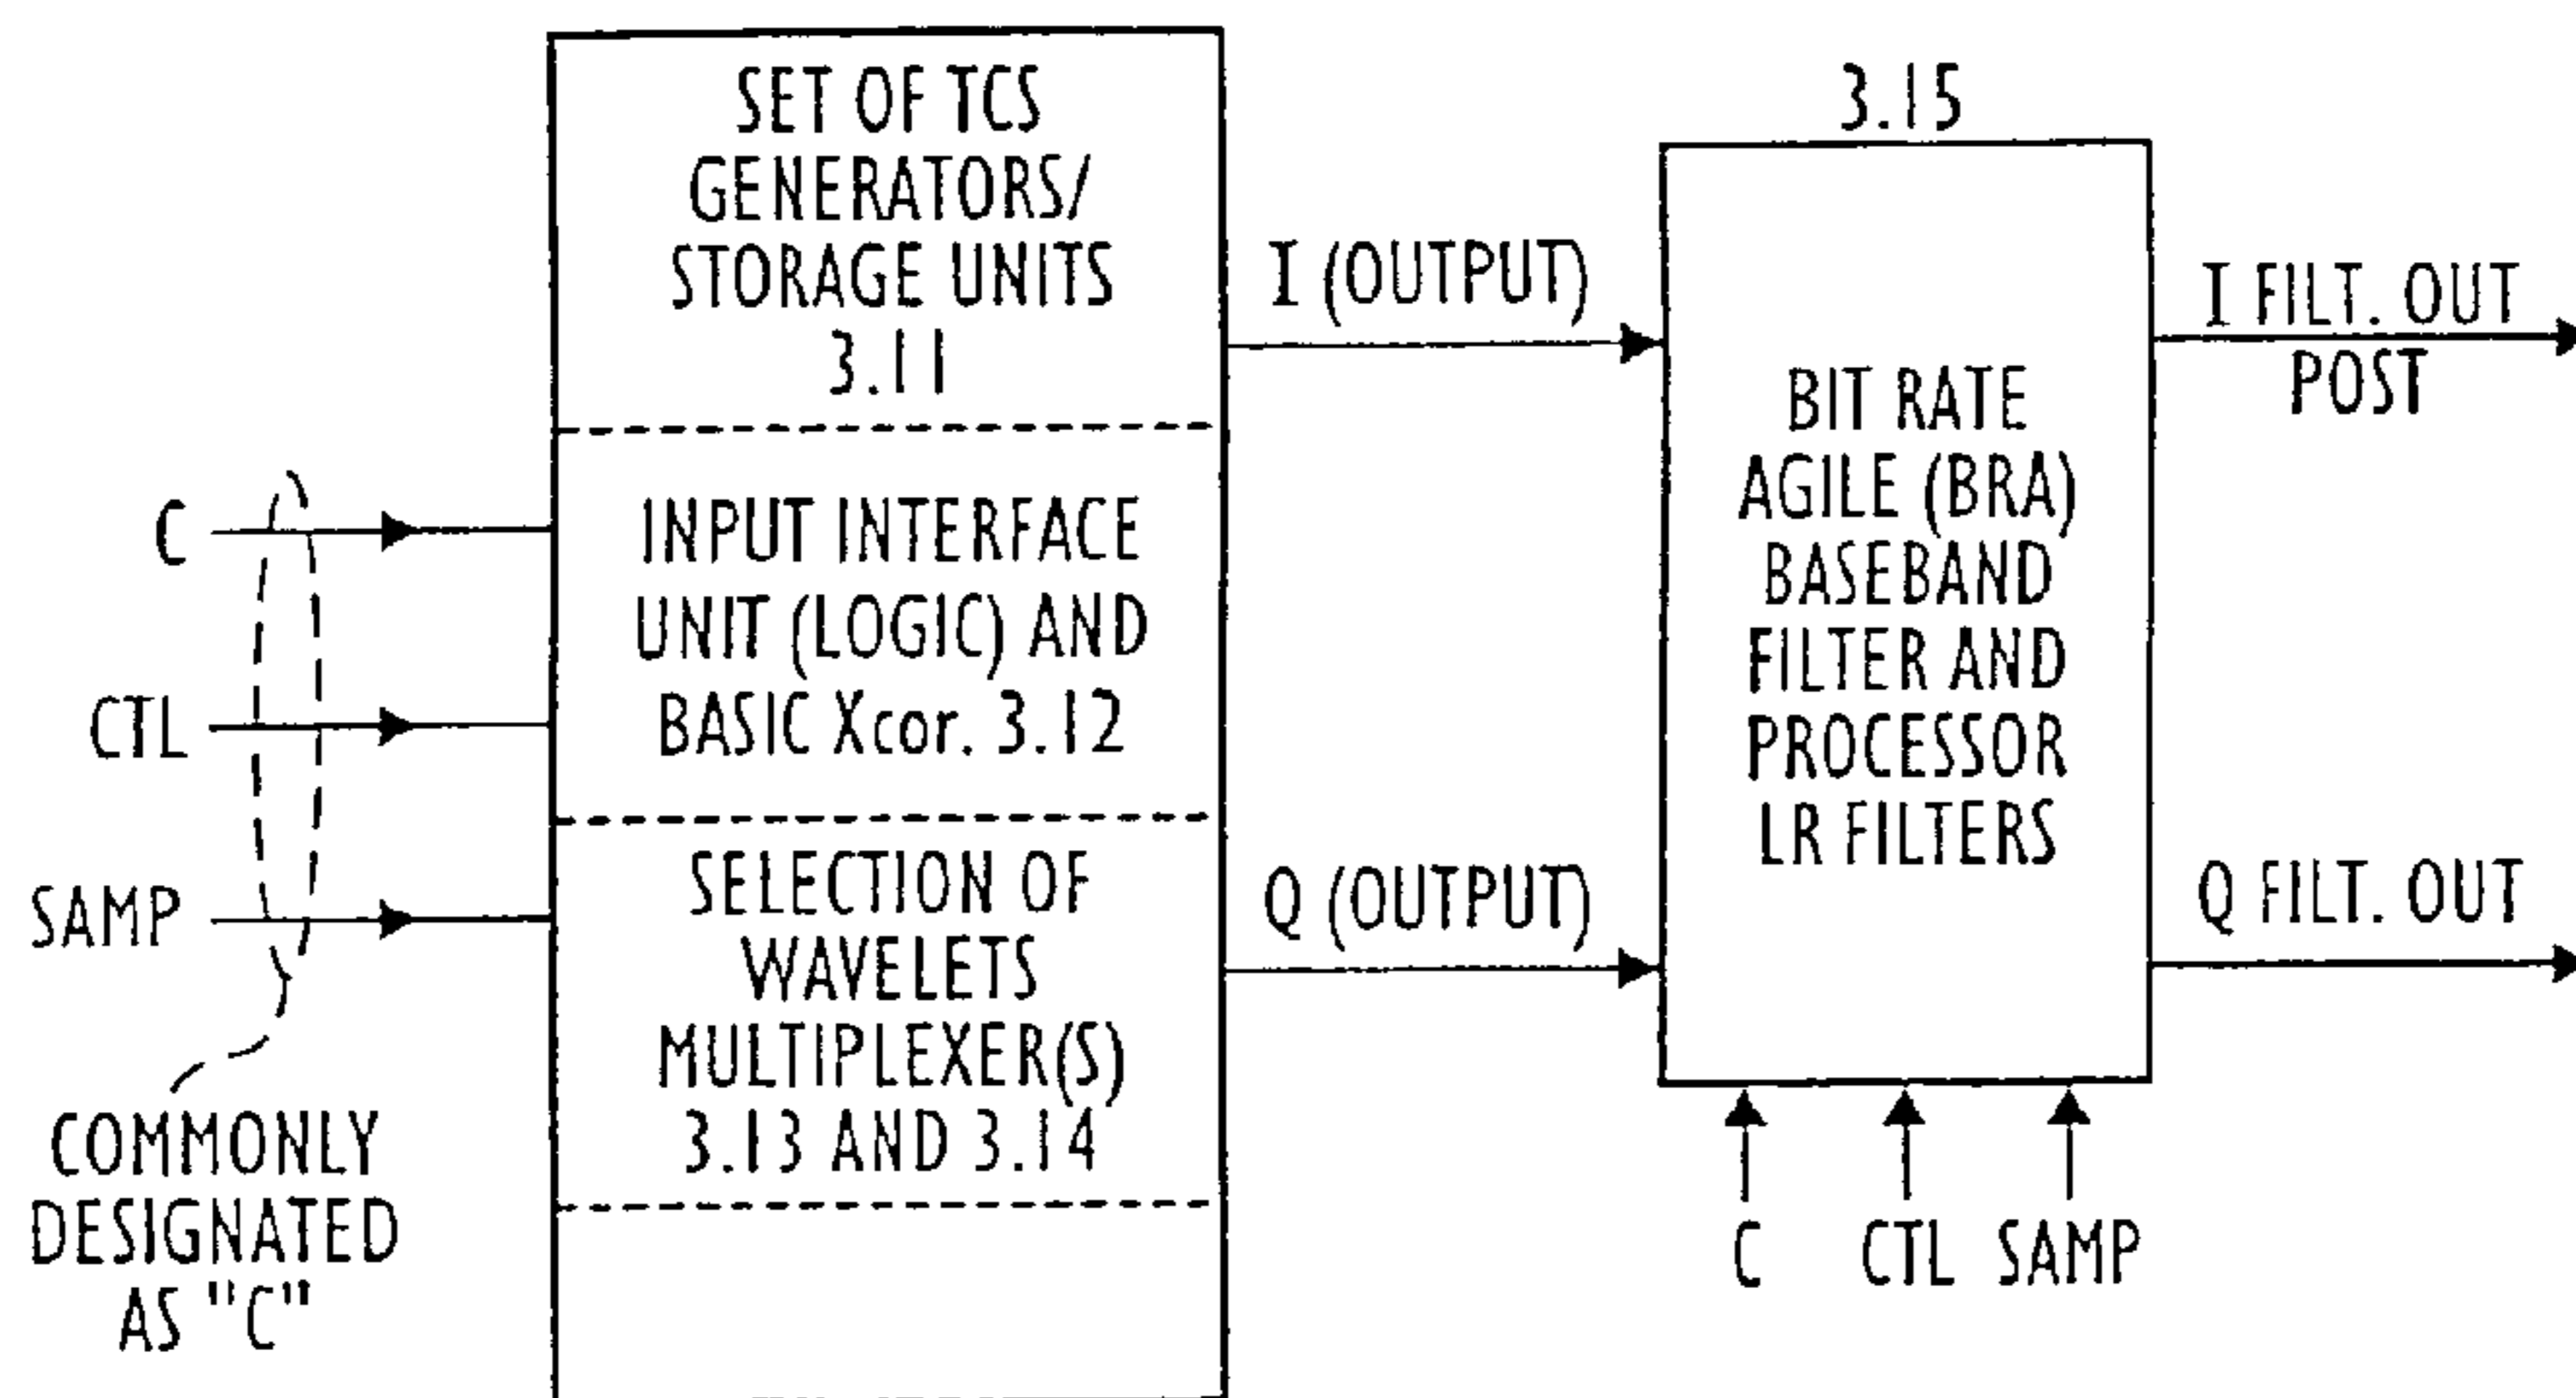 SET OF TCS
GENERATORS/
STORAGE UNITS
3.11
C
CTL
SAMP
COMMONLY
DESIGNATED
AS "C"
INPUT INTERFACE
UNIT (LOGIC) AND
BASIC Xcor. 3.12
SELECTION OF
WAVELETS
MULTIPLEXER(S)
3.13 AND 3.14
I (OUTPUT)
Q (OUTPUT)
3.15
BIT RATE
AGILE (BRA)
BASEBAND
FILTER AND
PROCESSOR
LR FILTERS
C
CTL
SAMP
I FILT. OUT
POST
Q FILT. OUT